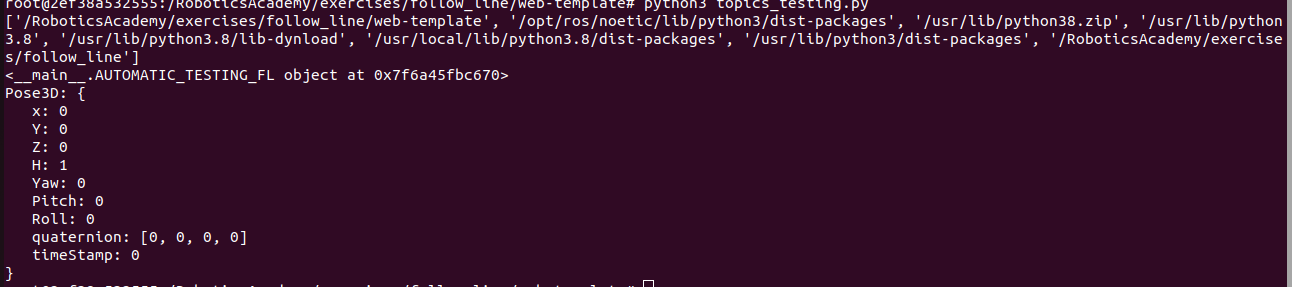 root@2ef38a532555:/RoboticsAcademy/exercises/follow_line/web-template# python3 topics_testing.py
['/RoboticsAcademy/exercises/follow_line/web-template', '/opt/ros/noetic/lib/python3/dist-packages', '/usr/lib/python38.zip', '/usr/lib/python
3.8', '/usr/lib/python3.8/lib-dynload', '/usr/local/lib/python3.8/dist-packages', '/usr/lib/python3/dist-packages', '/RoboticsAcademy/exercise
s/follow_line']
<__main__.AUTOMATIC_TESTING_FL object at 0x7f6a45fbc670>
Pose3D: {
   x: 0
   Y: 0
   Z: 0
   H: 1
   Yaw: 0
   Pitch: 0
   Roll: 0
   quaternion: [0, 0, 0, 0]
   timeStamp: 0
}